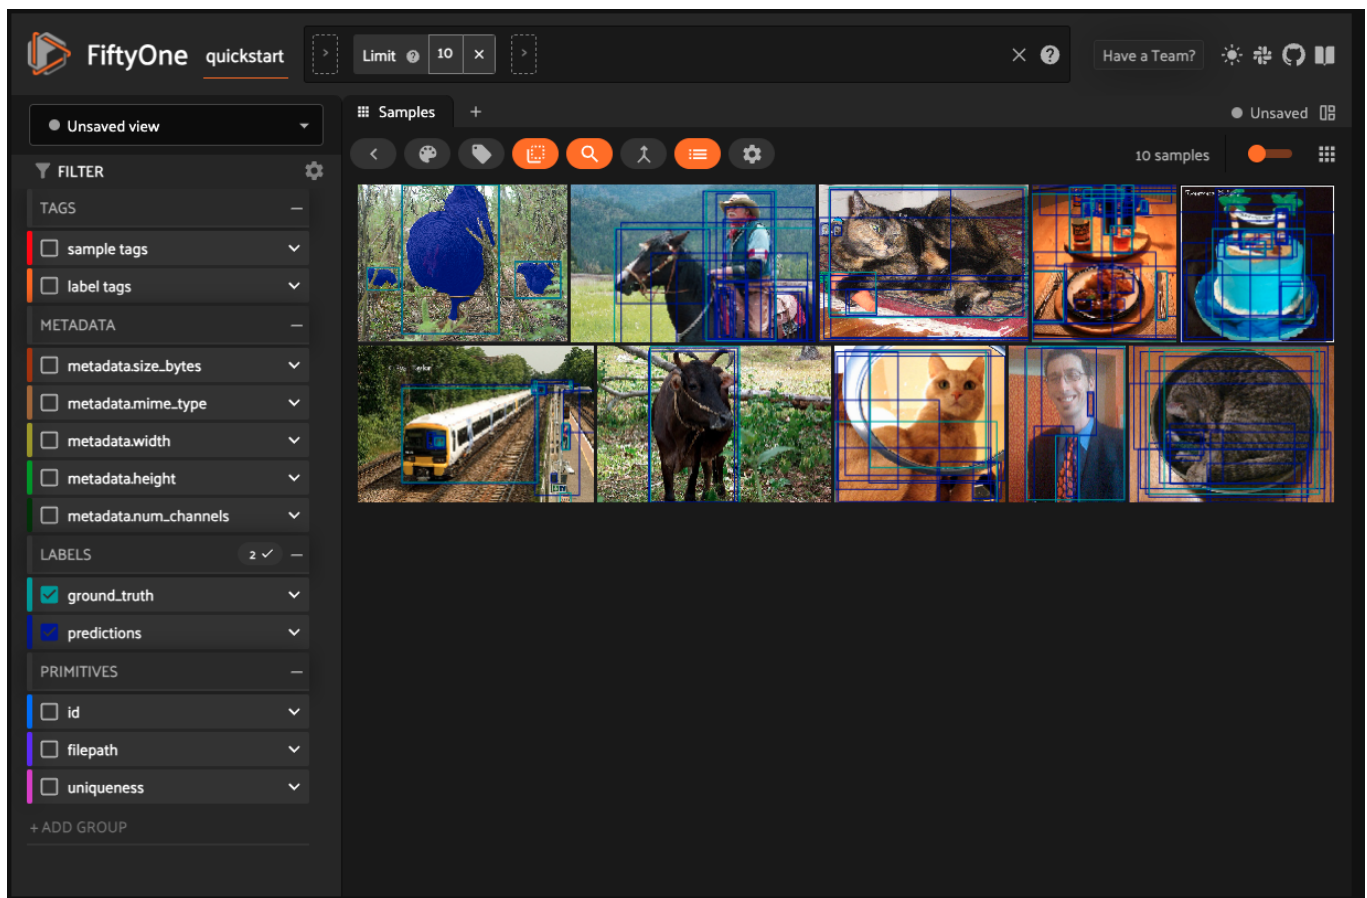 FiftyOne quickstart Limit 10 Have a Team?
Unsaved view
Samples + Unsaved
10 samples
FILTER
TAGS
sample tags
label tags
METADATA
metadata.size_bytes
metadata.mime_type
metadata.width
metadata.height
metadata.num_channels
LABELS 2
ground_truth
predictions
PRIMITIVES
id
filepath
uniqueness
+ ADD GROUP